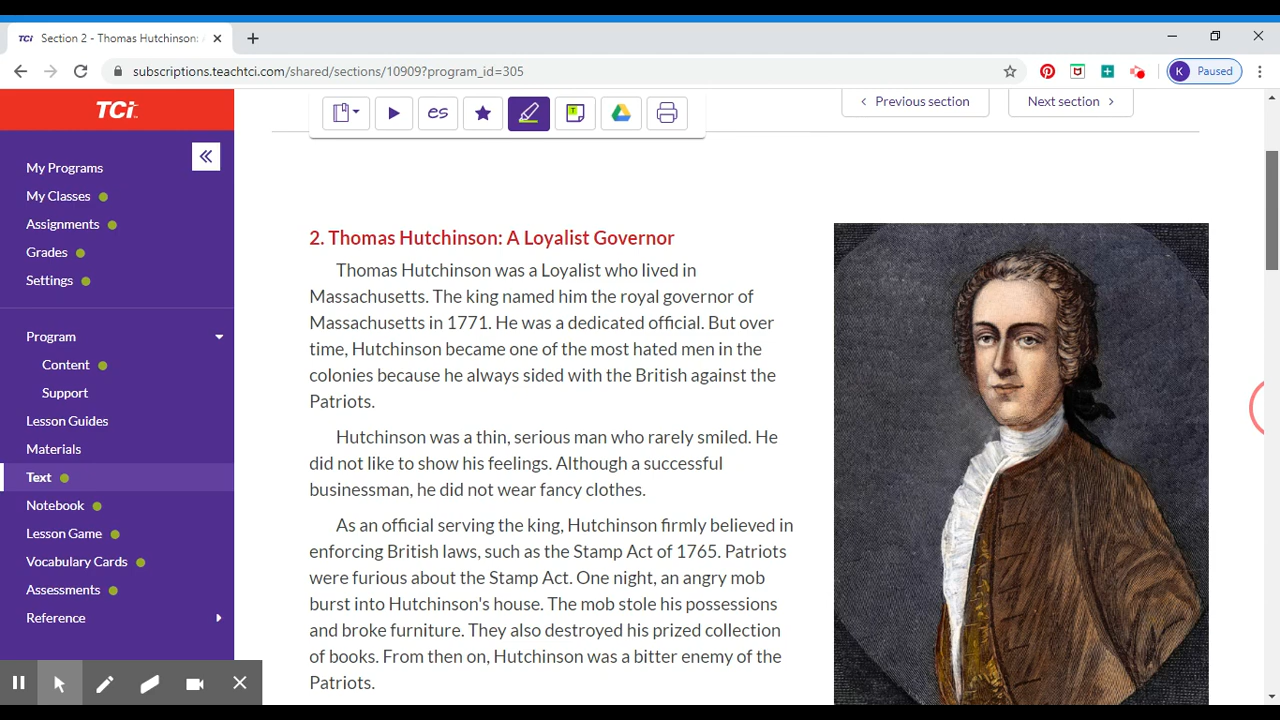 TCi Section 2 - Thomas Hutchinson:
subscriptions.teachtci.com/shared/sections/10909?program_id=305
K Paused
TCi
es
T
Previous section
Next section
My Programs
My Classes
Assignments
Grades
Settings
Program
Content
Support
Lesson Guides
Materials
Text
Notebook
Lesson Game
Vocabulary Cards
Assessments
Reference
2. Thomas Hutchinson: A Loyalist Governor
Thomas Hutchinson was a Loyalist who lived in
Massachusetts. The king named him the royal governor of
Massachusetts in 1771. He was a dedicated official. But over
time, Hutchinson became one of the most hated men in the
colonies because he always sided with the British against the
Patriots.
Hutchinson was a thin, serious man who rarely smiled. He
did not like to show his feelings. Although a successful
businessman, he did not wear fancy clothes.
As an official serving the king, Hutchinson firmly believed in
enforcing British laws, such as the Stamp Act of 1765. Patriots
were furious about the Stamp Act. One night, an angry mob
burst into Hutchinson's house. The mob stole his possessions
and broke furniture. They also destroyed his prized collection
of books. From then on, Hutchinson was a bitter enemy of the
Patriots.